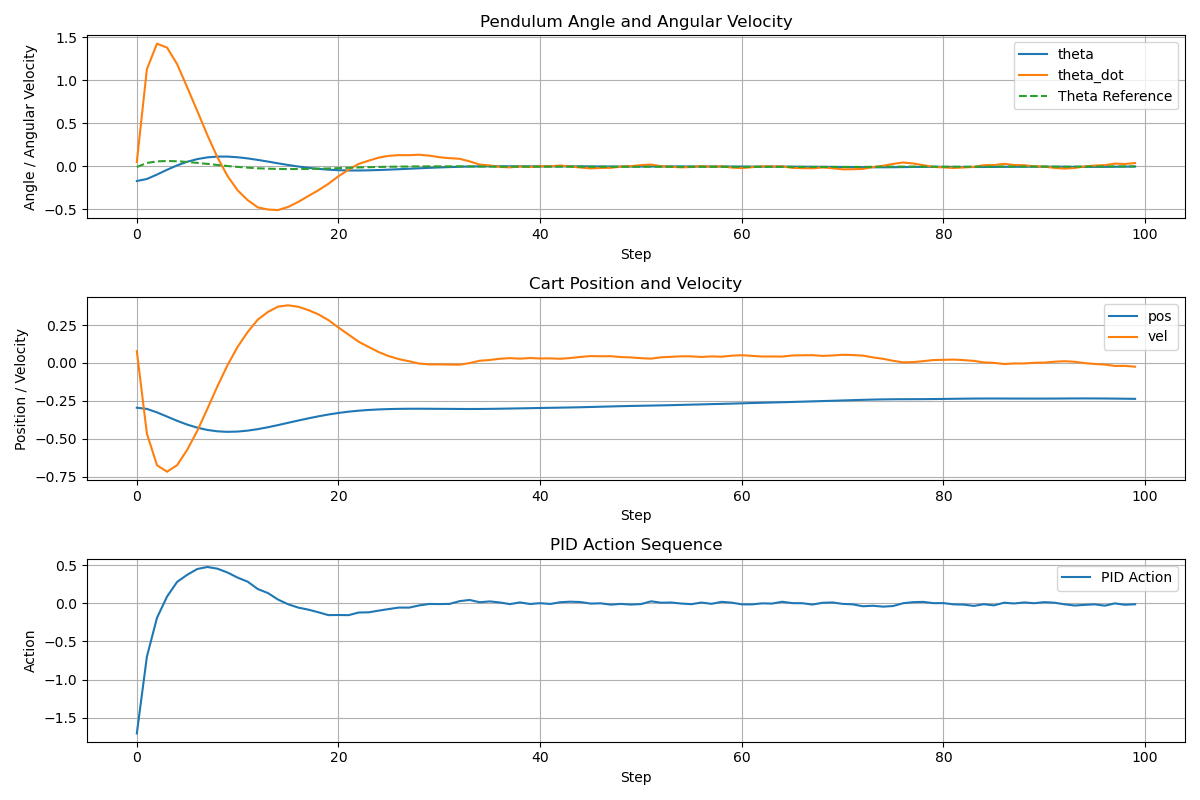 Pendulum Angle and Angular Velocity
Angle / Angular Velocity
1.5
1.0
0.5
0.0
−0.5
theta
theta_dot
Theta Reference
0 20 40 60 80 100
Step
Cart Position and Velocity
Position / Velocity
0.25
0.00
−0.25
−0.50
−0.75
pos
vel
0 20 40 60 80 100
Step
PID Action Sequence
Action
0.5
0.0
−0.5
−1.0
−1.5
PID Action
0 20 40 60 80 100
Step